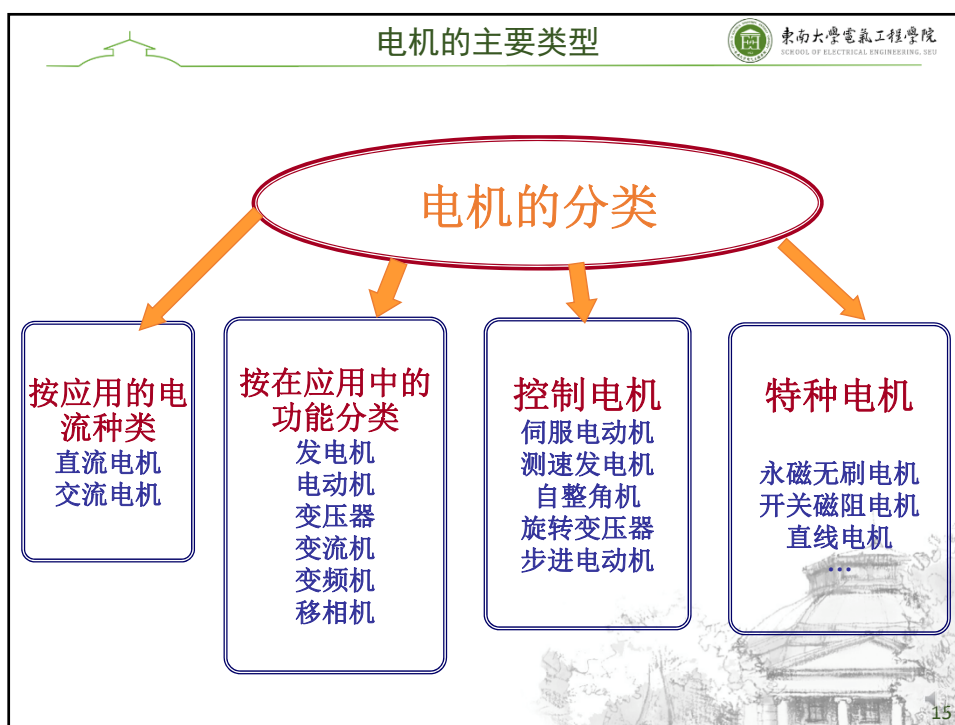 电机的主要类型
東南大學電氣工程學院
SCHOOL OF ELECTRICAL ENGINEERING, SEU
电机的分类
按应用的电
流种类
直流电机
交流电机
按在应用中的
功能分类
发电机
电动机
变压器
变流机
变频机
移相机
控制电机
伺服电动机
测速发电机
自整角机
旋转变压器
步进电动机
特种电机
永磁无刷电机
开关磁阻电机
直线电机
…
15